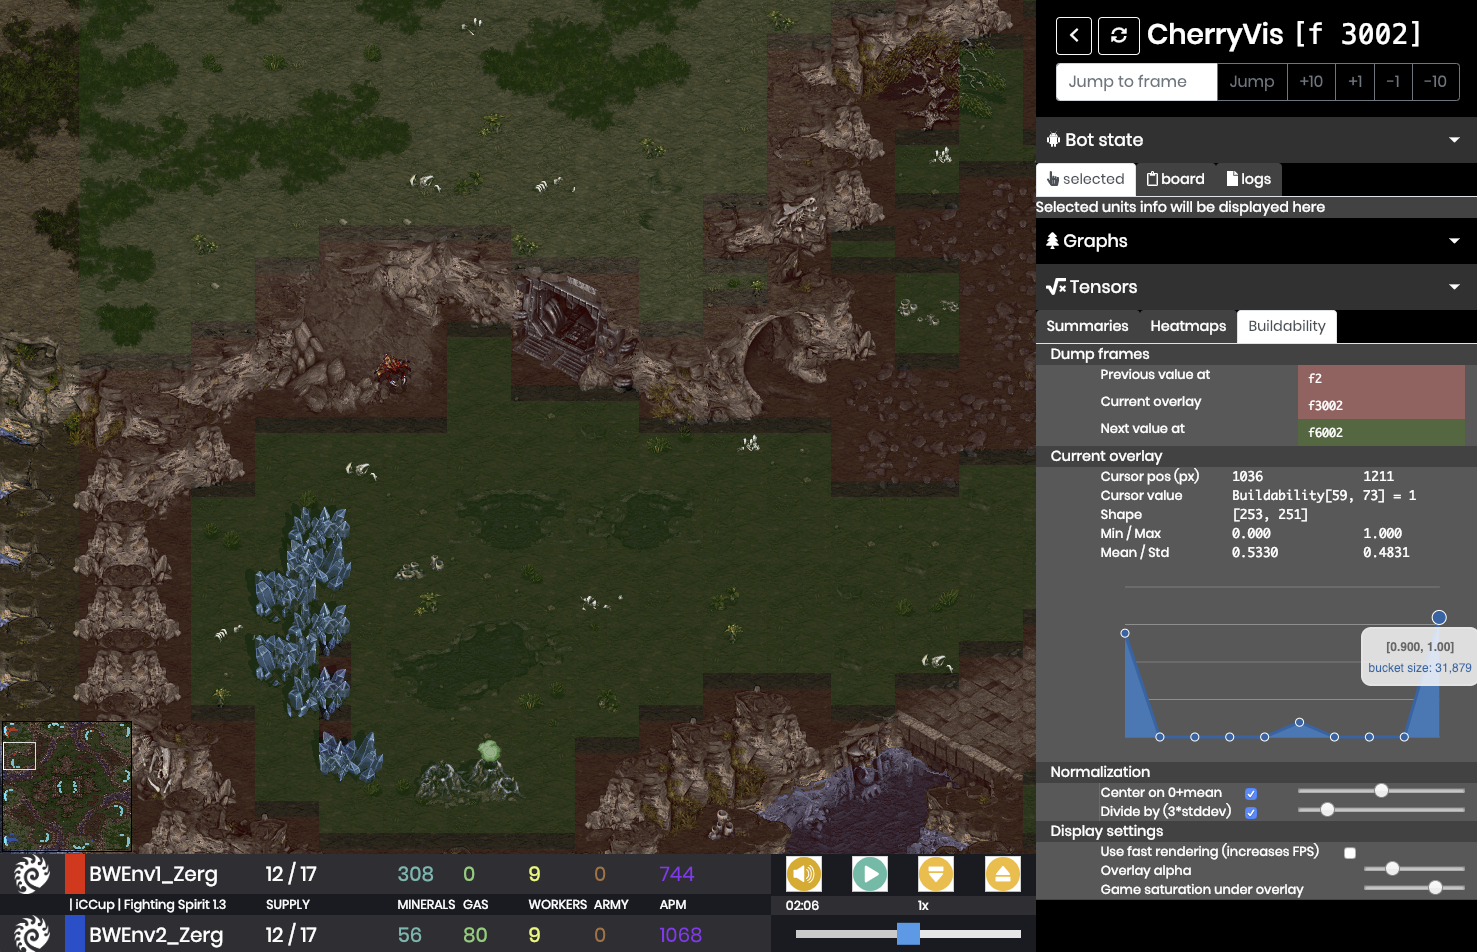 CherryVis [f 3002]
Jump to frame Jump +10 +1 -1 -10
Bot state
selected board logs
Selected units info will be displayed here
Graphs
Tensors
Summaries Heatmaps Buildability
Dump frames
Previous value at f2
Current overlay f3002
Next value at f6002
Current overlay
Cursor pos (px) 1036 1211
Cursor value Buildability[59, 73] = 1
Shape [253, 251]
Min / Max 0.000 1.000
Mean / Std 0.5330 0.4831
[0.900, 1.00]
bucket size: 31,879
Normalization
Center on 0+mean
Divide by (3*stddev)
Display settings
Use fast rendering (increases FPS)
Overlay alpha
Game saturation under overlay
BWEnv1_Zerg 12 / 17 308 0 9 0 744
| iCCup | Fighting Spirit 1.3 SUPPLY MINERALS GAS WORKERS ARMY APM 02:06 1x
BWEnv2_Zerg 12 / 17 56 80 9 0 1068